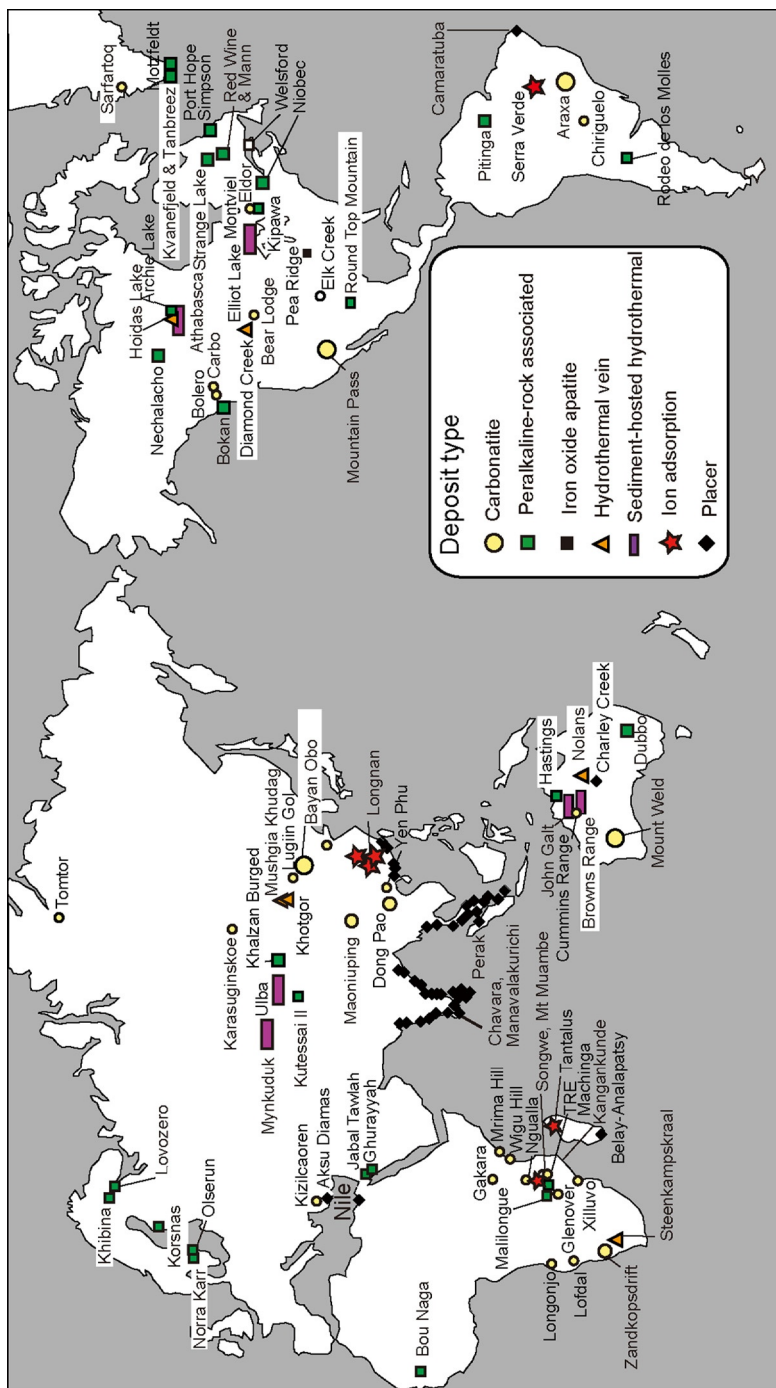 Khibina
Lovozero
Korsnas
Olserun
Norra Karr
Bou Naga
Tomtor
Karasuginskoe
Khalzan Burged
Mushgia Khudag
Lugiin Gol
Bayan Obo
Longnan
Yen Phu
Mynkuduk
Ulba
Kutessai II
Khotgor
Maoniuping
Dong Pao
Kizilcaoren
Aksu Diamas
Nile
Jabal Tawlah
Ghurayyah
Chavara,
Manavalakurichi
Perak
Gakara
Mrima Hill
Wigu Hill
Ngualla
Songwe, Mt Muambe
Tantalus
TRE
Machinga
Kangankunde
Belay-Analapatsy
Malilongue
Glenover
Xilluvo
Longonjo
Lofdal
Zandkopsdrift
Steenkampskraal
Hastings
John Galt
Cummins Range
Browns Range
Nolans
Charley Creek
Dubbo
Mount Weld
Sarfartoq
Motzfeldt
Kvanefjeld & Tanbreez
Port Hope
Simpson
Red Wine
& Mann
Welsford
Niobec
Hoidas Lake
Archie Lake
Nechalacho
Athabasca
Strange Lake
Bolero
Carbo
Bokan
Elliot Lake
Montviel
Eldor
Kipawa
Diamond Creek
Bear Lodge
Pea Ridge
Elk Creek
Round Top Mountain
Mountain Pass
Camaratuba
Pitinga
Serra Verde
Araxa
Chiriguelo
Rodeo de los Molles
Deposit type
Carbonatite
Peralkaline-rock associated
Iron oxide apatite
Hydrothermal vein
Sediment-hosted hydrothermal
Ion adsorption
Placer